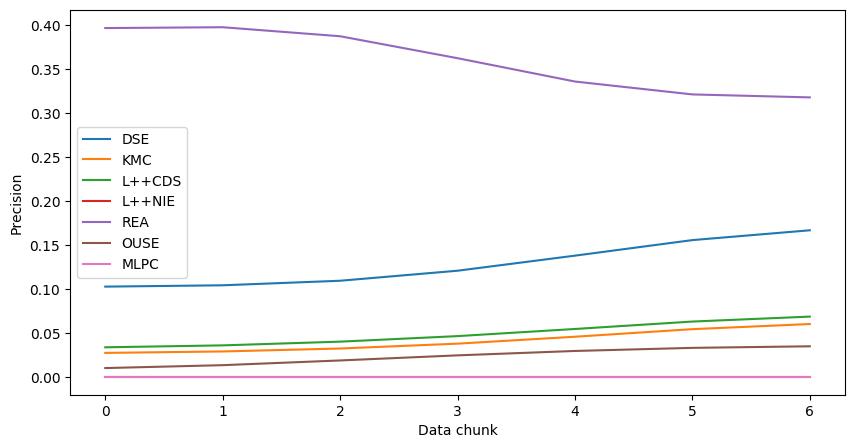 0.40
0.35
0.30
0.25
0.20
0.15
0.10
0.05
0.00
Precision
DSE
KMC
L++CDS
L++NIE
REA
OUSE
MLPC
0 1 2 3 4 5 6
Data chunk